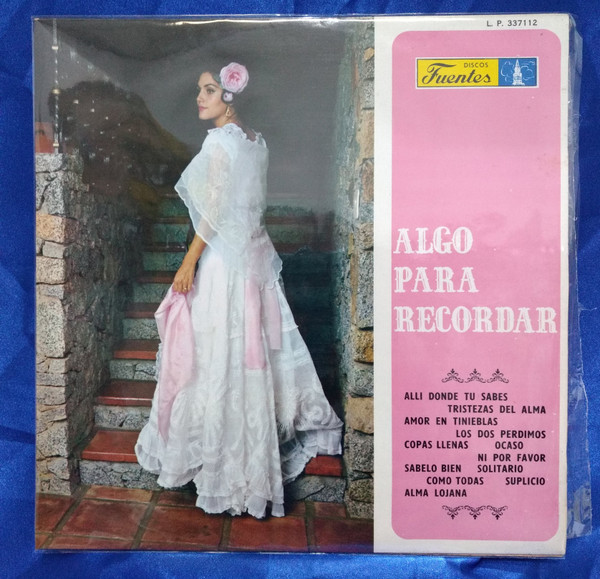 L. P. 337112
DISCOS
Fuentes
ALGO
PARA
RECORDAR
ALLI DONDE TU SABES
TRISTEZAS DEL ALMA
AMOR EN TINIEBLAS
LOS DOS PERDIMOS
COPAS LLENAS OCASO
NI POR FAVOR
SABELO BIEN SOLITARIO
COMO TODAS SUPLICIO
ALMA LOJANA